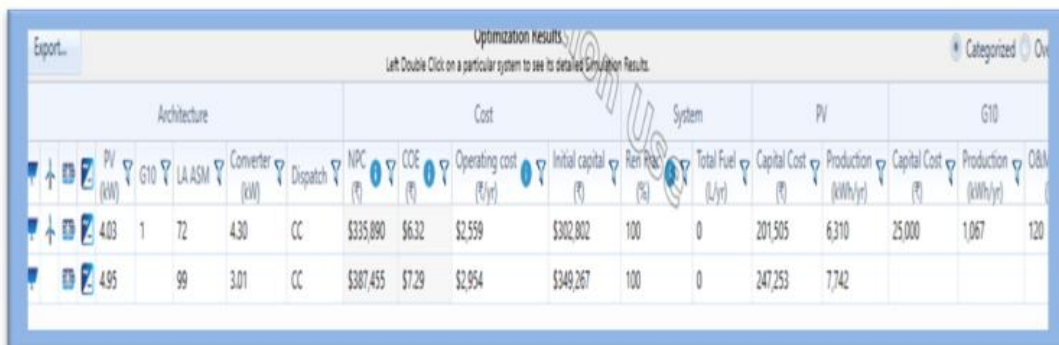 Export...
Optimization Results
Left Double Click on a particular system to see its detailed Simulation Results.
Categorized
Architecture Cost System PV G10
PV (kW) G10 LA ASM Converter (kW) Dispatch NPC (₹) COE (₹) Operating cost (₹/yr) Initial capital (₹) Ren Frac (%) Total Fuel (L/yr) Capital Cost (₹) Production (kWh/yr) Capital Cost (₹) Production (kWh/yr) O&M
4.03 1 72 4.30 CC $335,890 $6.32 $2,559 $302,802 100 0 201,505 6,310 25,000 1,067 120
4.95 99 3.01 CC $387,455 $7.29 $2,954 $349,267 100 0 247,253 7,742
Use